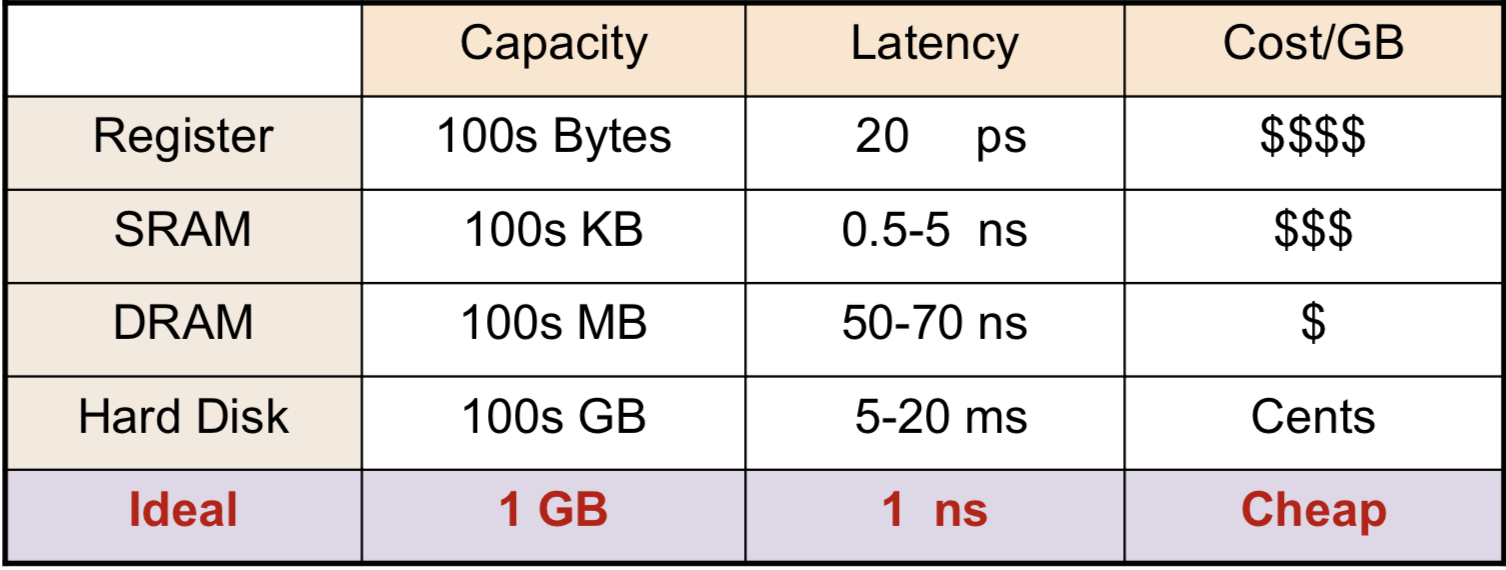 Capacity Latency Cost/GB
Register 100s Bytes 20 ps $$$$
SRAM 100s KB 0.5-5 ns $$$
DRAM 100s MB 50-70 ns $
Hard Disk 100s GB 5-20 ms Cents
Ideal 1 GB 1 ns Cheap